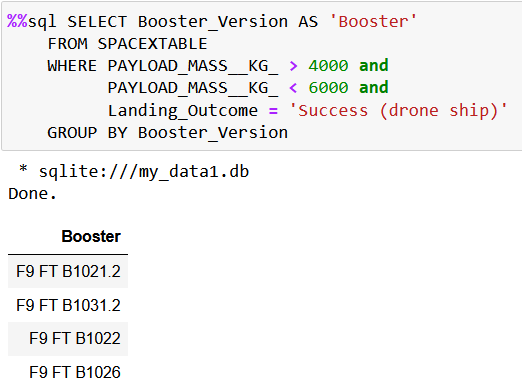 %%sql SELECT Booster_Version AS 'Booster'
FROM SPACEXTABLE
WHERE PAYLOAD_MASS__KG_ > 4000 and
PAYLOAD_MASS__KG_ < 6000 and
Landing_Outcome = 'Success (drone ship)'
GROUP BY Booster_Version
* sqlite:///my_data1.db
Done.
Booster
F9 FT B1021.2
F9 FT B1031.2
F9 FT B1022
F9 FT B1026